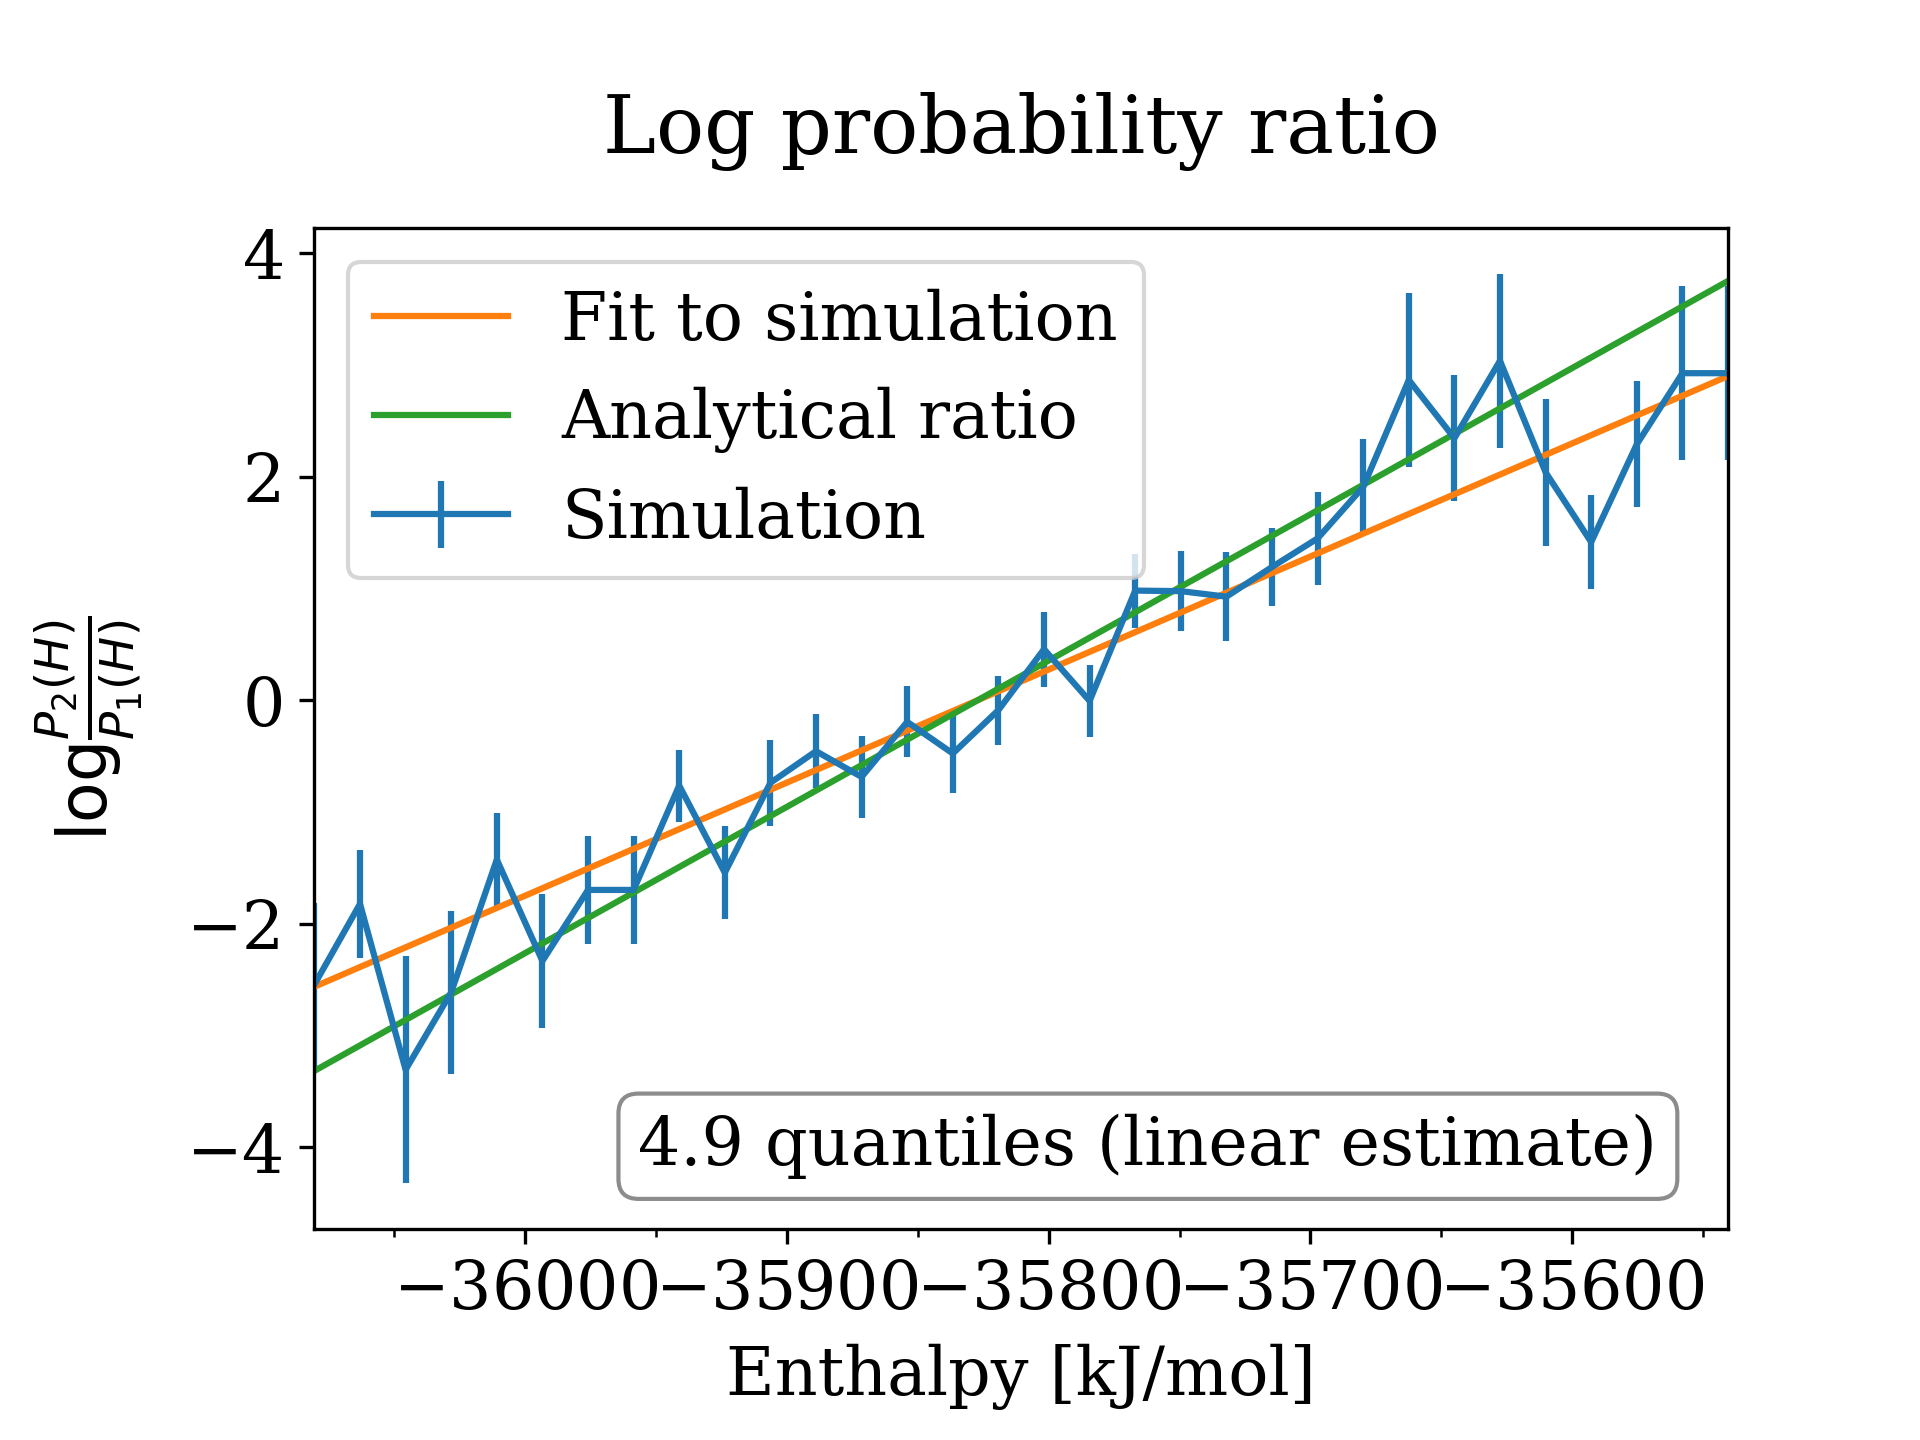 Log probability ratio
4
2
0
−2
−4
log P2(H)/P1(H)
Fit to simulation
Analytical ratio
Simulation
4.9 quantiles (linear estimate)
−36000 −35900 −35800 −35700 −35600
Enthalpy [kJ/mol]